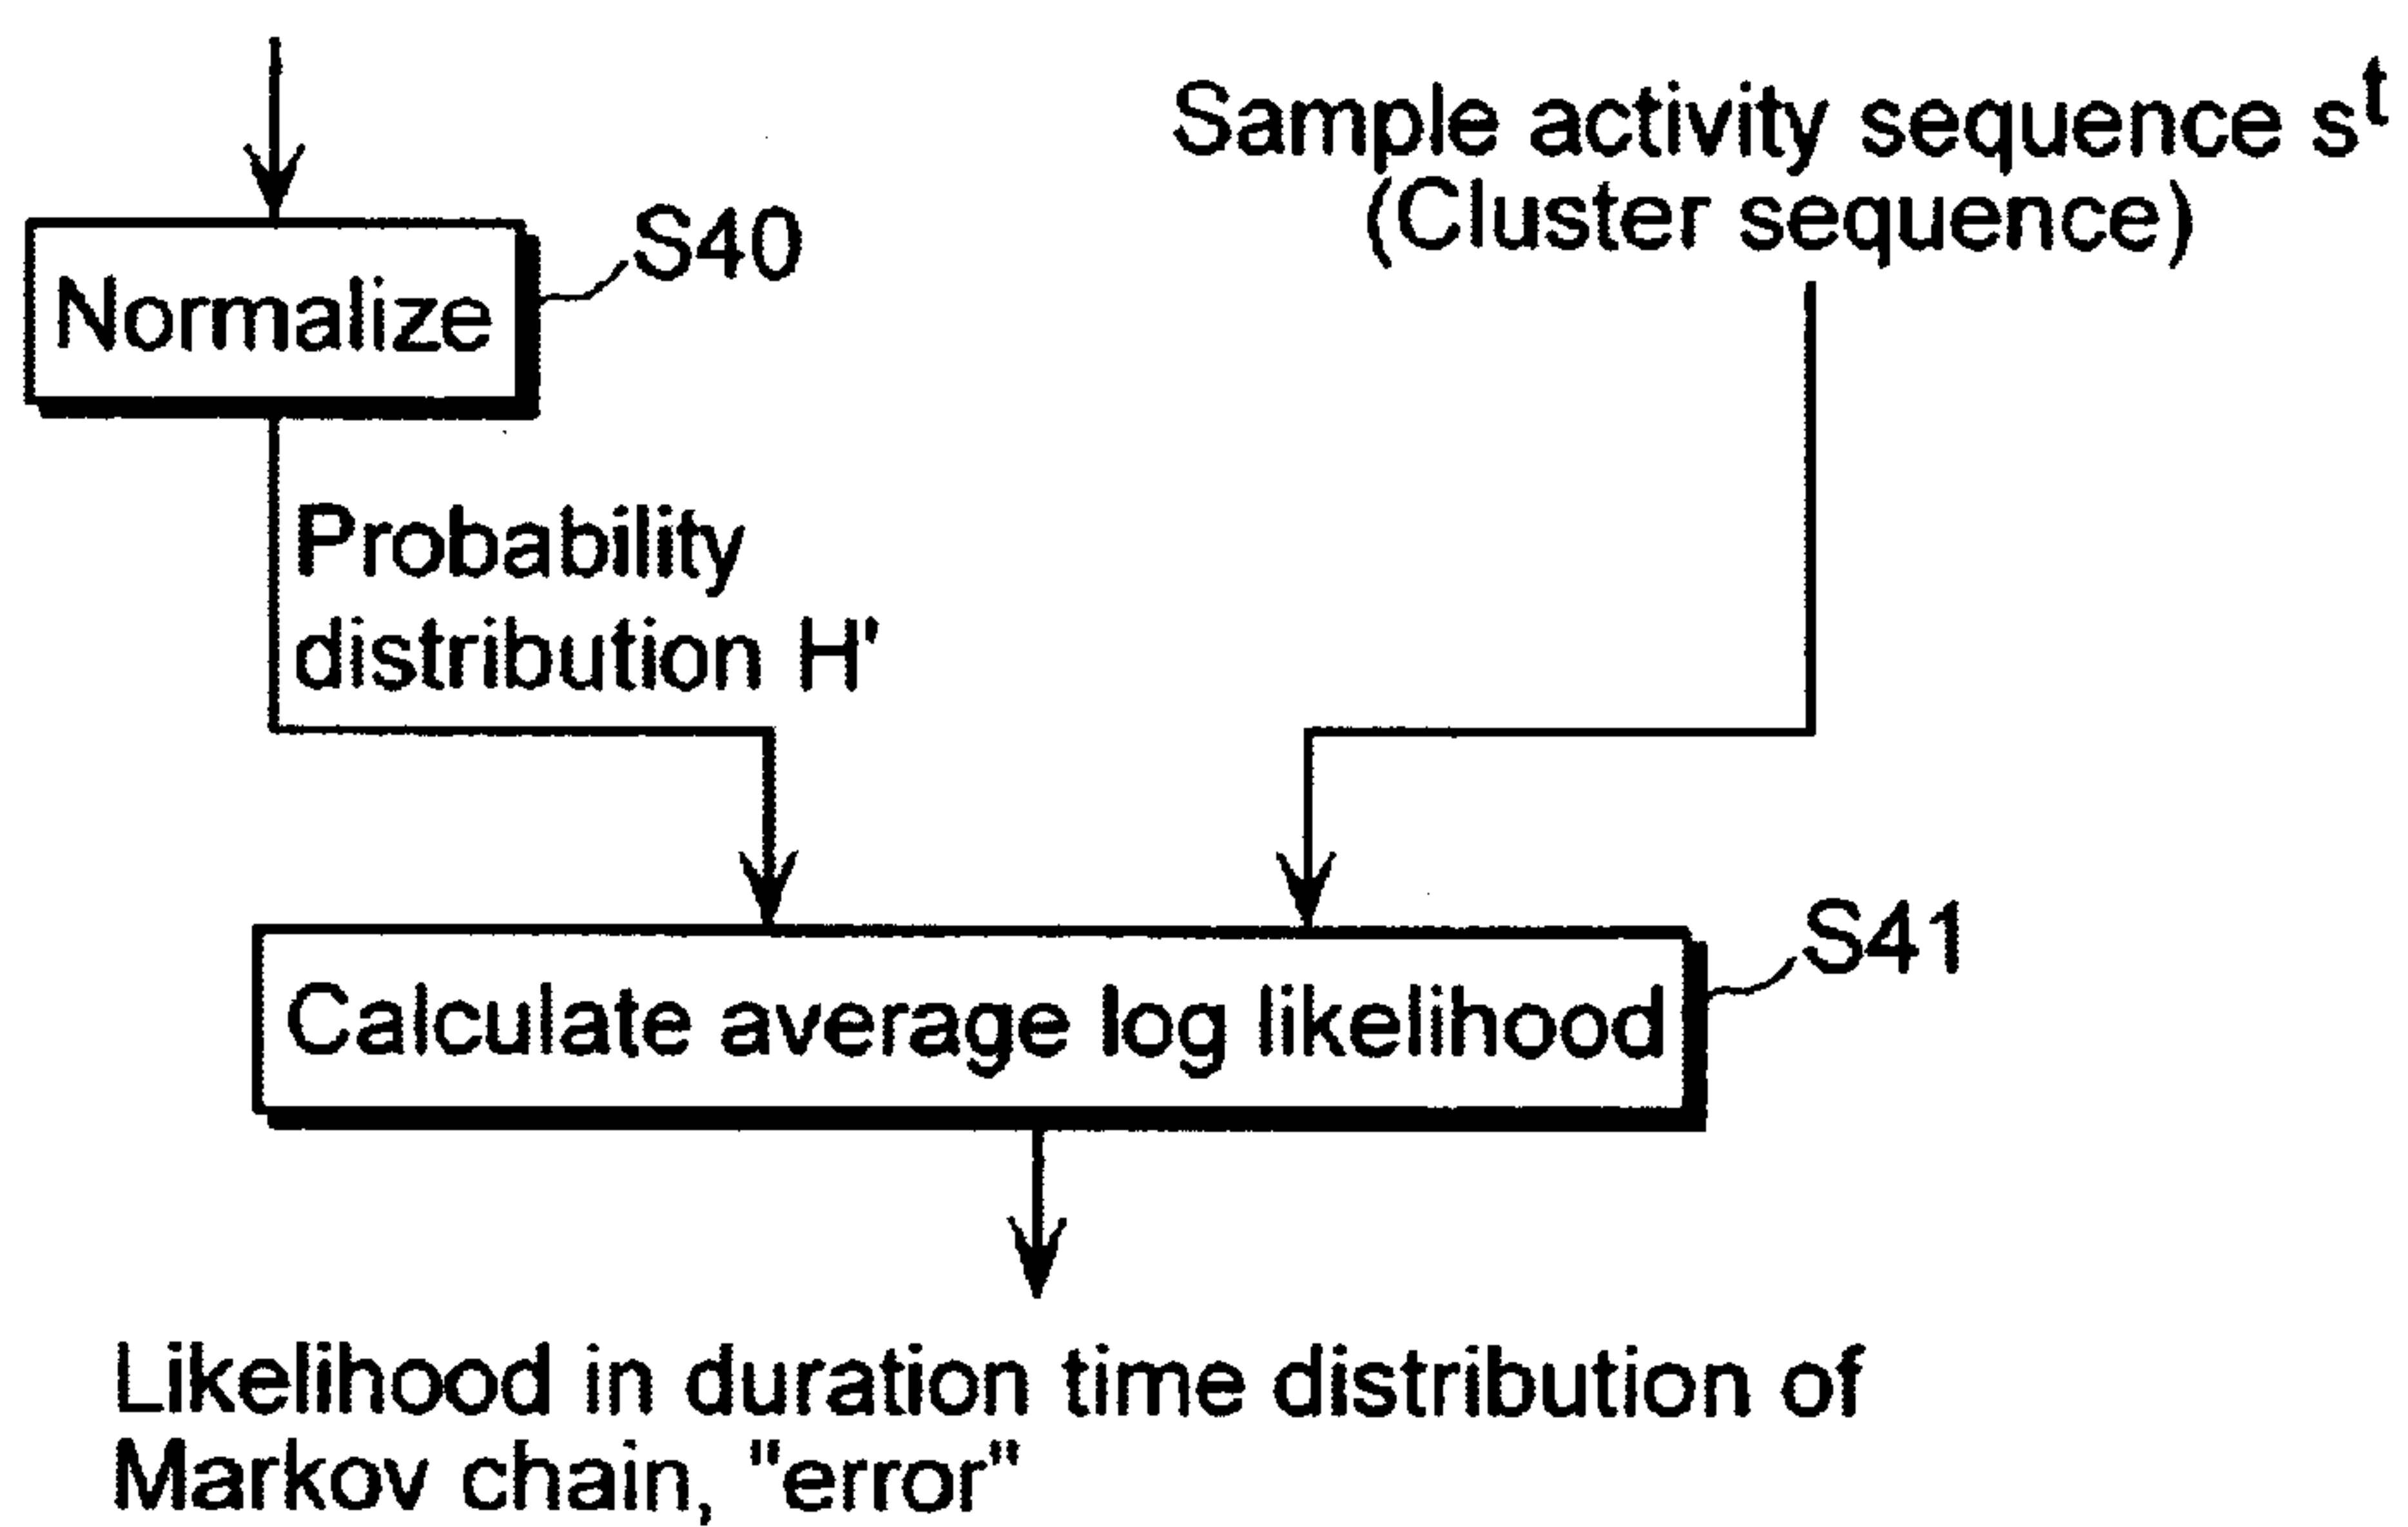 Sample activity sequence s^t
(Cluster sequence)
S40
Normalize
Probability
distribution H'
S41
Calculate average log likelihood
Likelihood in duration time distribution of
Markov chain, "error"